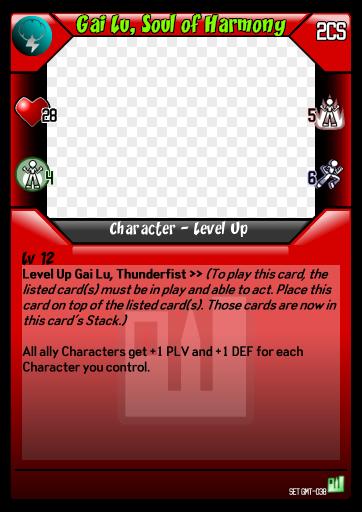 Gai Lu, Soul of Harmony
2CS
28
5
4
6
Character - Level Up
Lv 12
Level Up Gai Lu, Thunderfist >> (To play this card, the
listed card(s) must be in play and able to act. Place this
card on top of the listed card(s). Those cards are now in
this card's Stack.)
All ally Characters get +1 PLV and +1 DEF for each
Character you control.
SET GMT-038